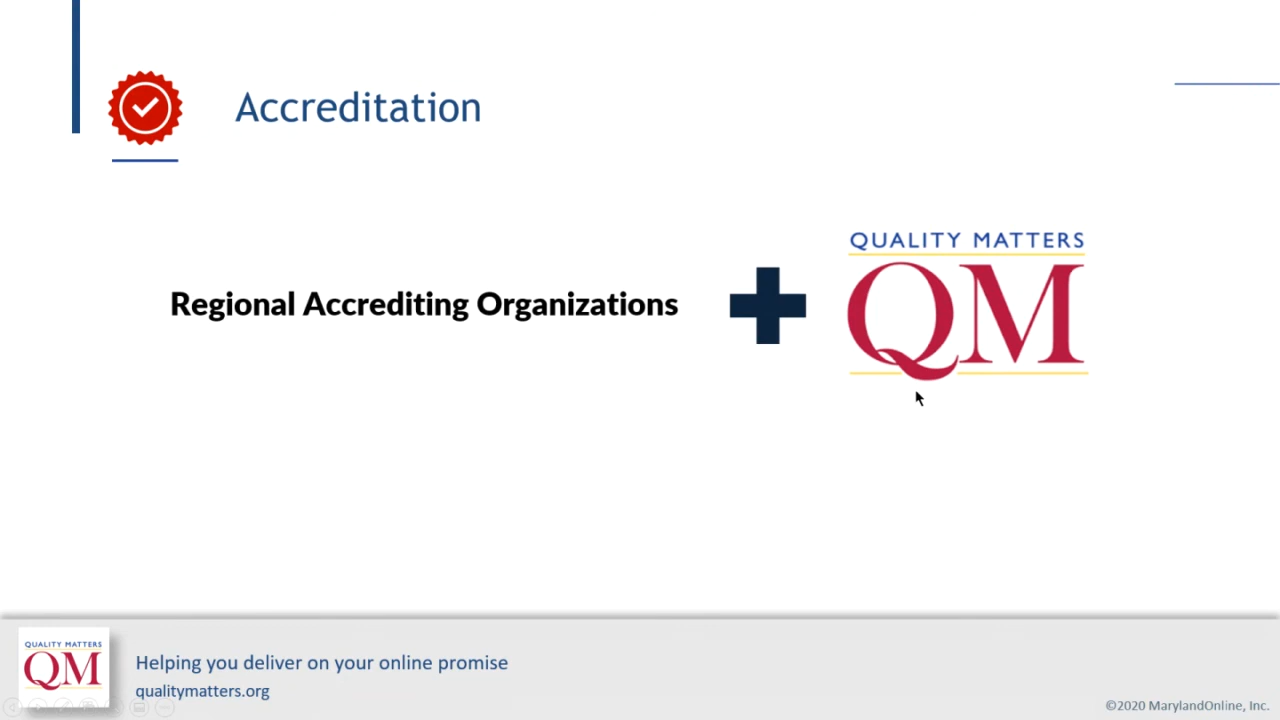 Accreditation
Regional Accrediting Organizations
QUALITY MATTERS
QM
QUALITY MATTERS
QM
Helping you deliver on your online promise
qualitymatters.org
©2020 MarylandOnline, Inc.